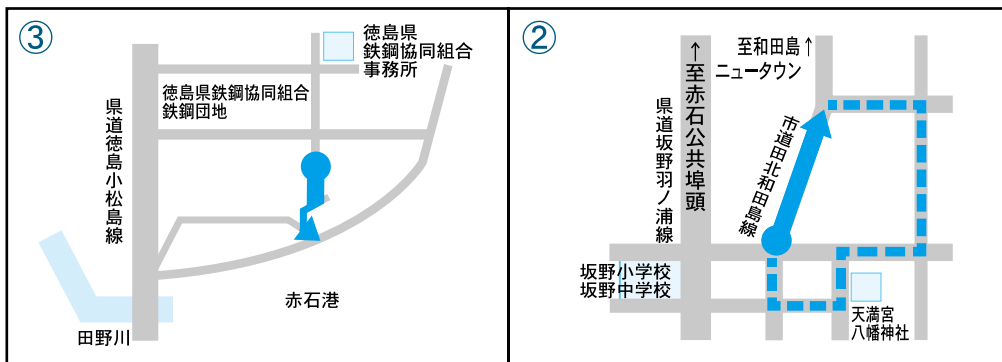 ③
徳島県
鉄鋼協同組合
事務所
徳島県鉄鋼協同組合
鉄鋼団地
県道徳島小松島線
赤石港
田野川
②
↑至赤石公共埠頭
至和田島↑
ニュータウン
県道坂野羽ノ浦線
市道田北和田島線
坂野小学校
坂野中学校
天満宮
八幡神社